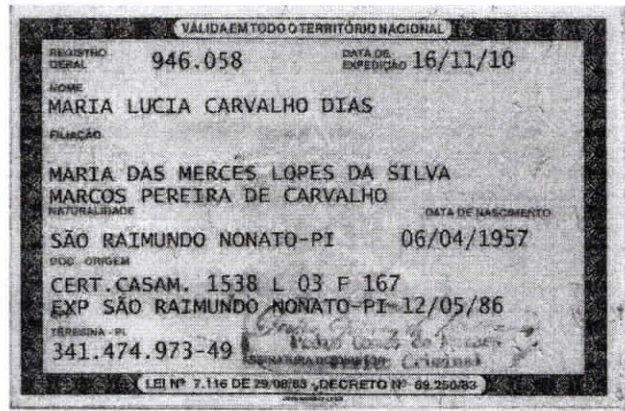 VÁLIDA EM TODO O TERRITÓRIO NACIONAL
REGISTRO GERAL 946.058 DATA DE EXPEDIÇÃO 16/11/10
NOME
MARIA LUCIA CARVALHO DIAS
FILIAÇÃO
MARIA DAS MERCES LOPES DA SILVA
MARCOS PEREIRA DE CARVALHO
NATURALIDADE DATA DE NASCIMENTO
SÃO RAIMUNDO NONATO-PI 06/04/1957
DOC. ORIGEM
CERT.CASAM. 1538 L 03 F 167
EXP SÃO RAIMUNDO NONATO-PI 12/05/86
TERESINA - PI
341.474.973-49
LEI Nº 7.116 DE 29/08/83 DECRETO Nº 89.250/83